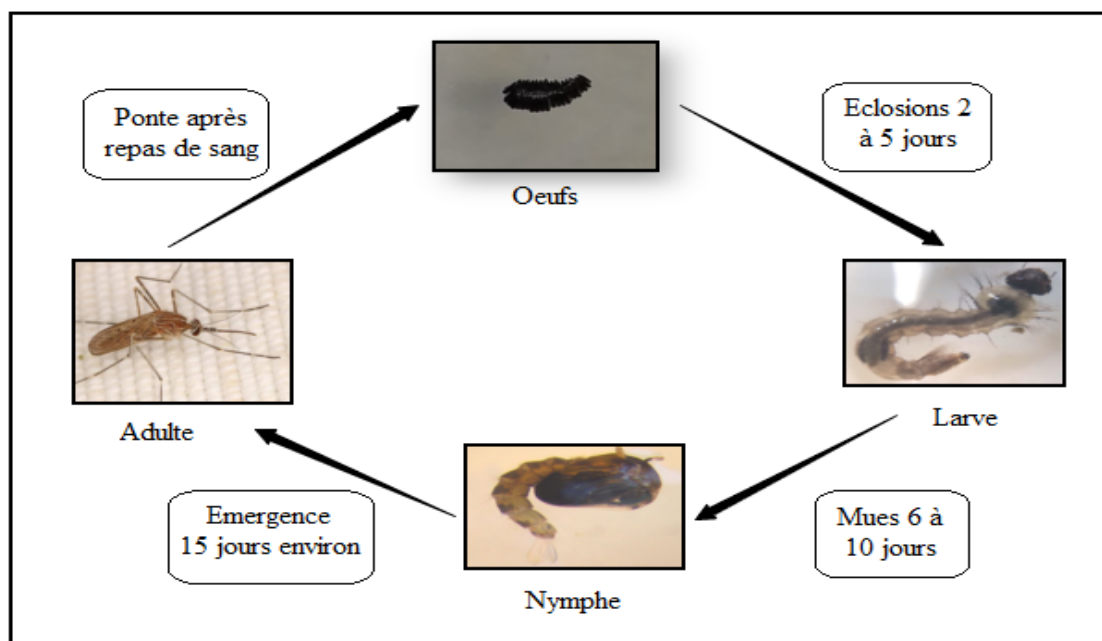 Ponte après
repas de sang
Oeufs
Eclosions 2
à 5 jours
Larve
Mues 6 à
10 jours
Nymphe
Emergence
15 jours environ
Adulte